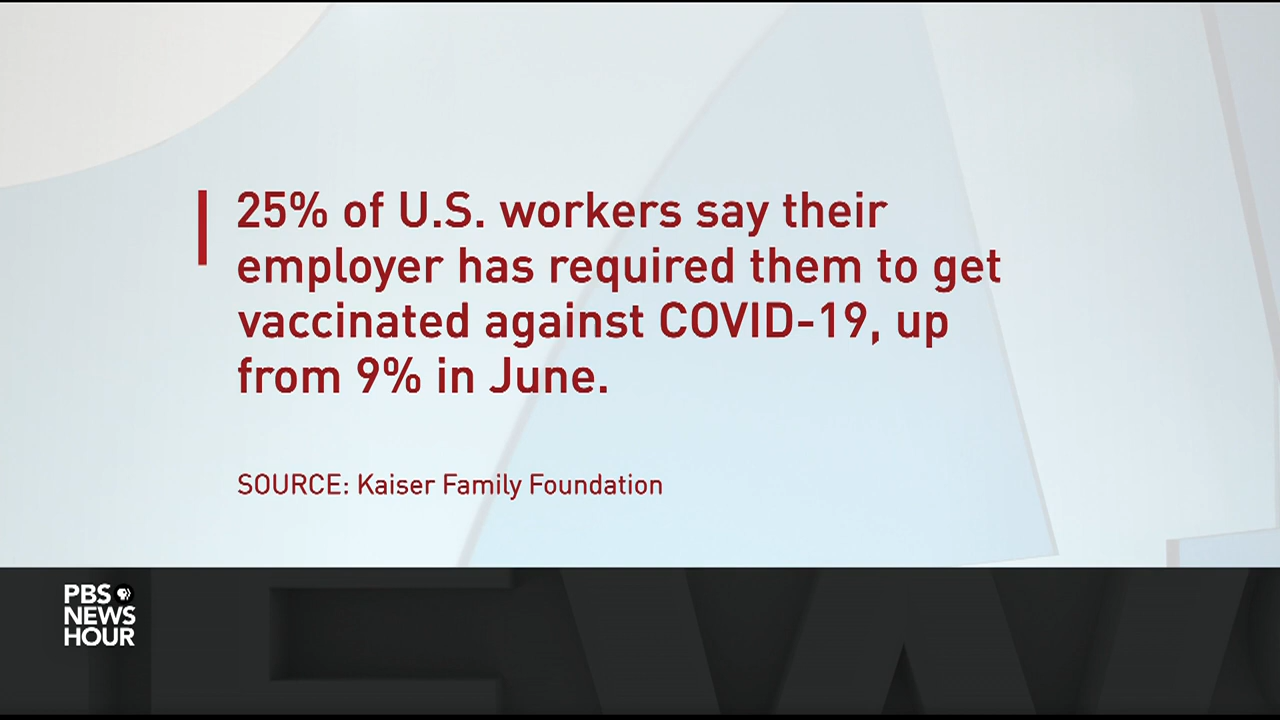 25% of U.S. workers say their
employer has required them to get
vaccinated against COVID-19, up
from 9% in June.
SOURCE: Kaiser Family Foundation
PBS
NEWS
HOUR